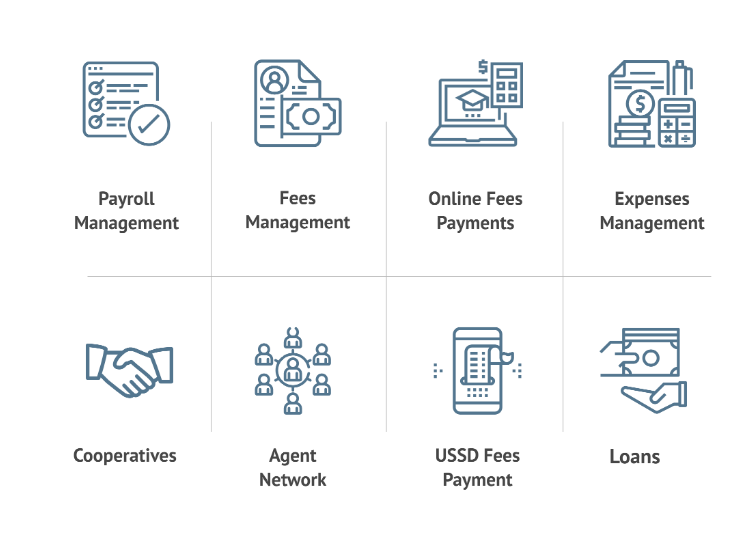 Payroll
Management
Fees
Management
Online Fees
Payments
Expenses
Management
Cooperatives
Agent
Network
USSD Fees
Payment
Loans